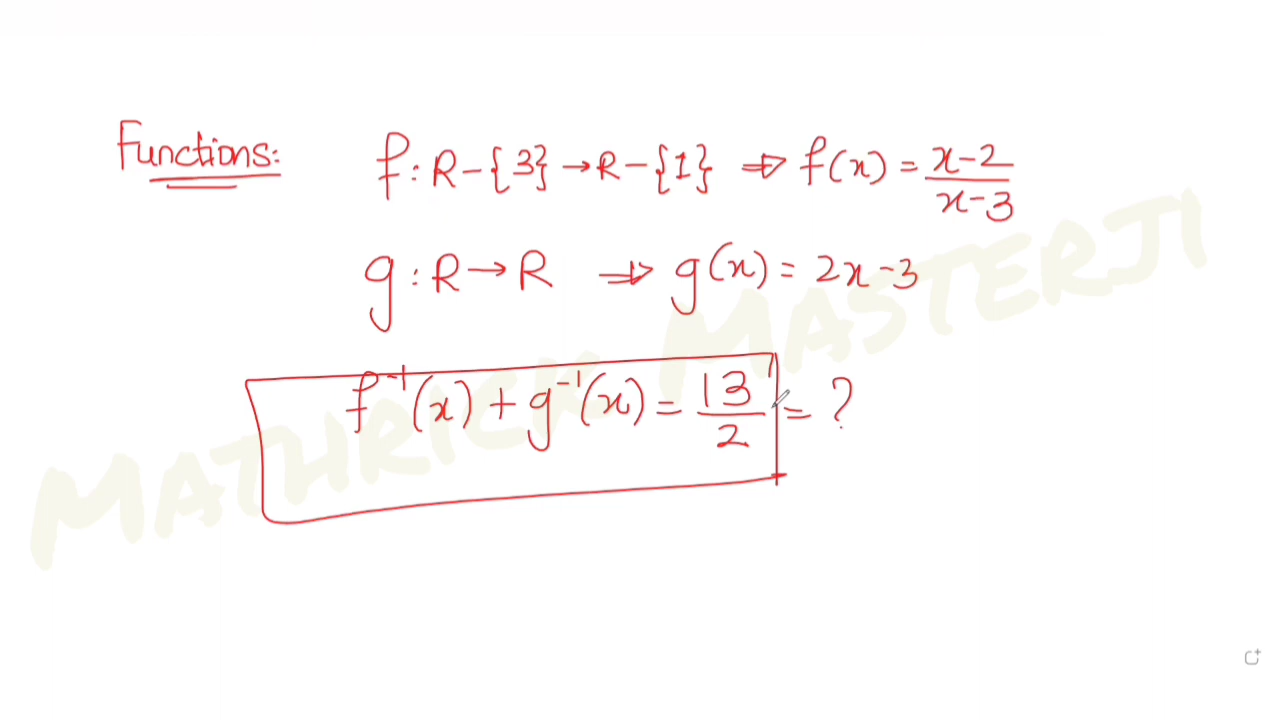 Functions: f : R - {3} → R - {1} ⇒ f(x) = x-2/x-3
g : R → R ⇒ g(x) = 2x-3
f⁻¹(x) + g⁻¹(x) = 13/2 = ?
MATHRICK MASTERJI